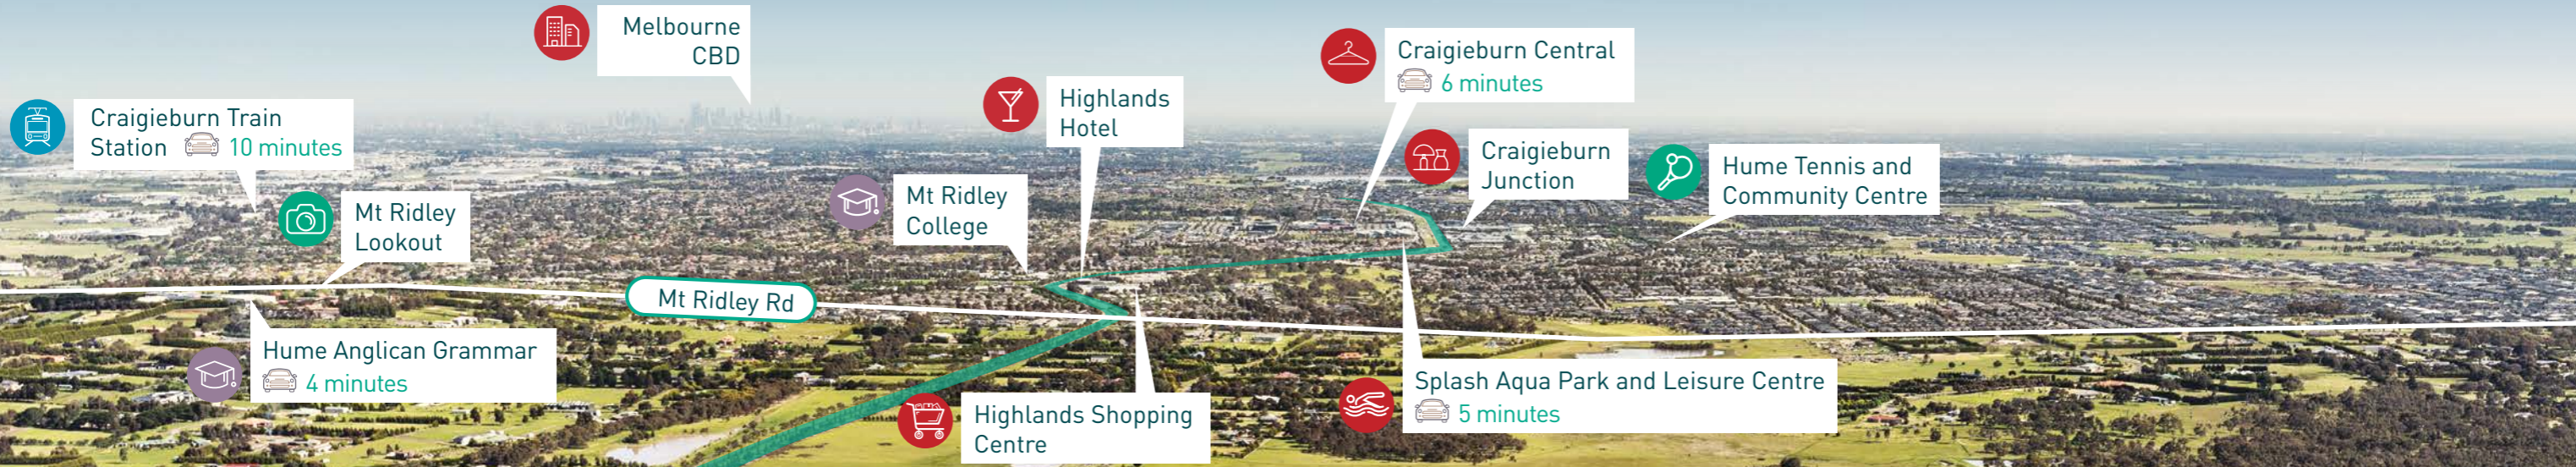 Melbourne
CBD
Craigieburn Central
6 minutes
Craigieburn Train
Station 10 minutes
Highlands
Hotel
Craigieburn
Junction
Hume Tennis and
Community Centre
Mt Ridley
Lookout
Mt Ridley
College
Mt Ridley Rd
Hume Anglican Grammar
4 minutes
Highlands Shopping
Centre
Splash Aqua Park and Leisure Centre
5 minutes